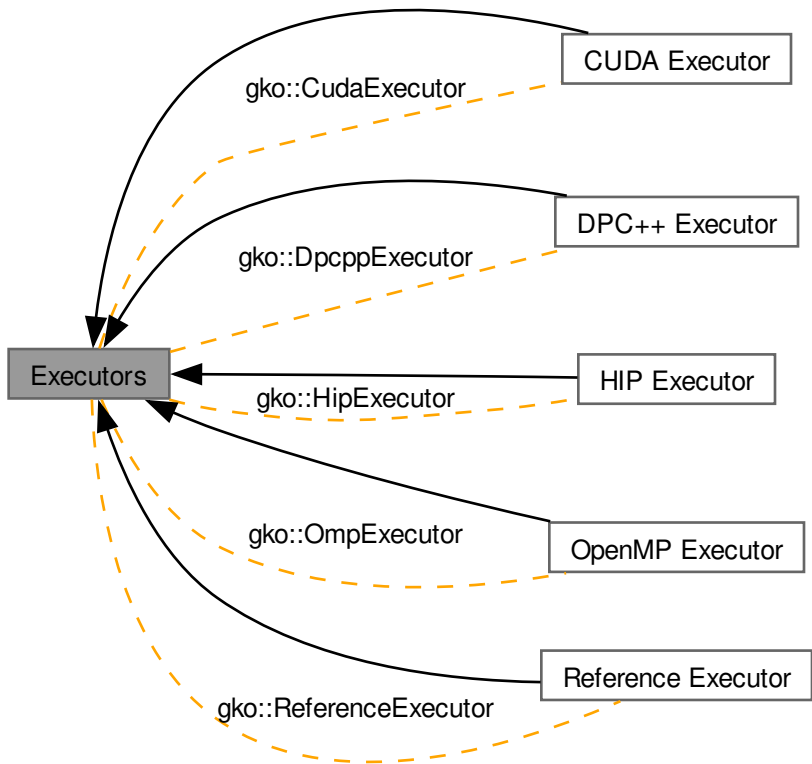 CUDA Executor
gko::CudaExecutor
DPC++ Executor
gko::DpcppExecutor
Executors
HIP Executor
gko::HipExecutor
gko::OmpExecutor
OpenMP Executor
Reference Executor
gko::ReferenceExecutor